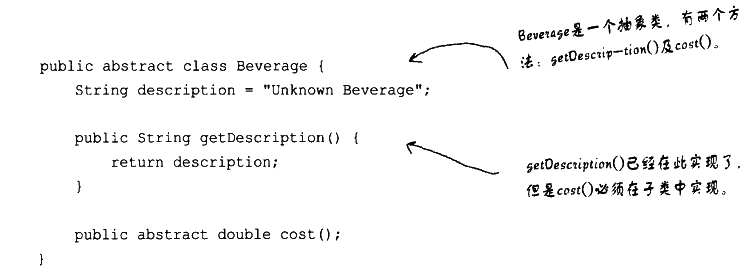 Beverage是一个抽象类，有两个方
法：getDescrip-tion()及cost()。
public abstract class Beverage {
String description = "Unknown Beverage";
public String getDescription() {
return description;
}
getDescription()已经在此实现了，
但是cost()必须在子类中实现。
public abstract double cost();
}